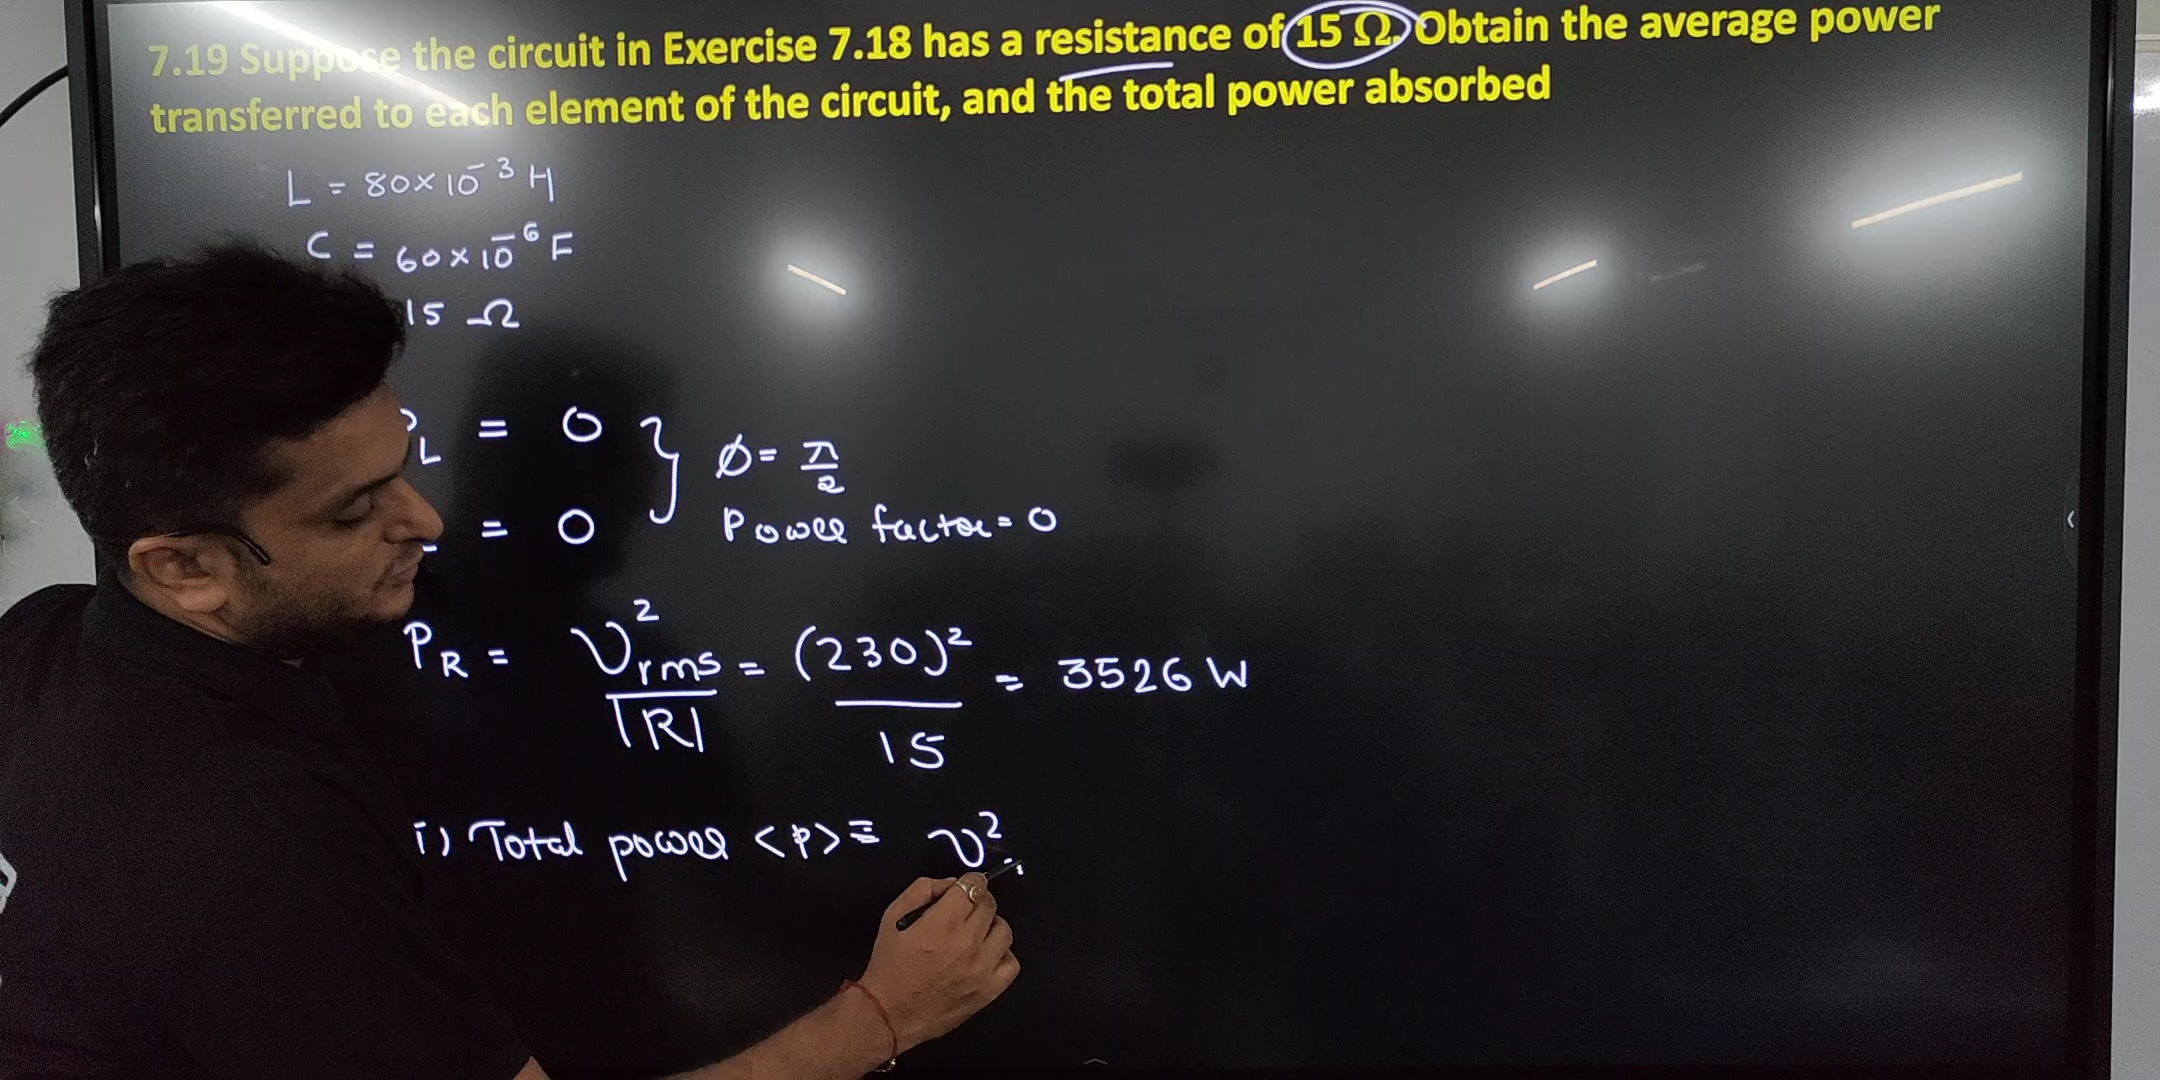 7.19 Suppose the circuit in Exercise 7.18 has a resistance of 15 Ω. Obtain the average power
transferred to each element of the circuit, and the total power absorbed
L = 80×10⁻³ H
C = 60×10⁻⁶ F
15 Ω
L = 0
ø = π/2
= 0
Power factor = 0
P_R = υ²rms/|R| = (230)²/15 = 3526 W
i) Total power <p> = υ²